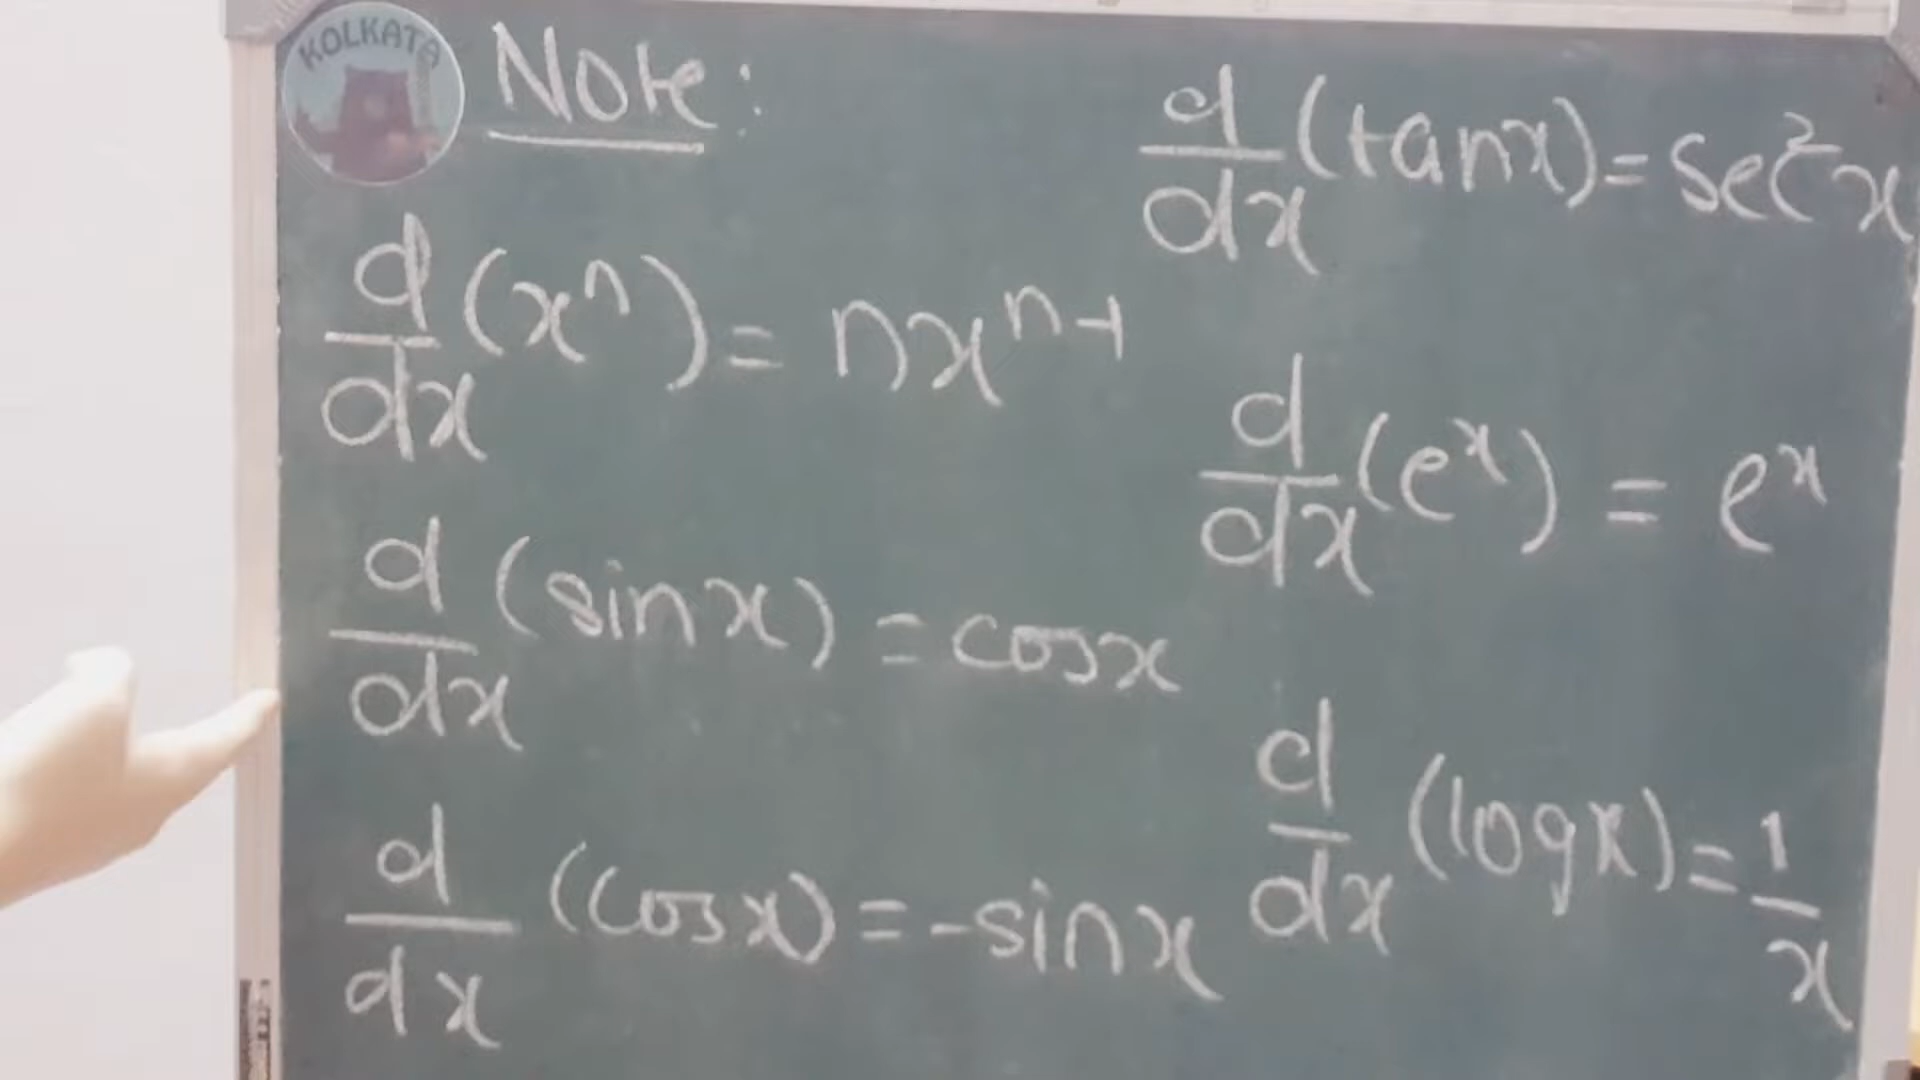 KOLKATA
Note:
d/dx (xⁿ) = nxⁿ⁻¹
d/dx (sinx) = cosx
d/dx (cosx) = -sinx
d/dx (tanx) = sec²x
d/dx (eˣ) = eˣ
d/dx (logx) = 1/x